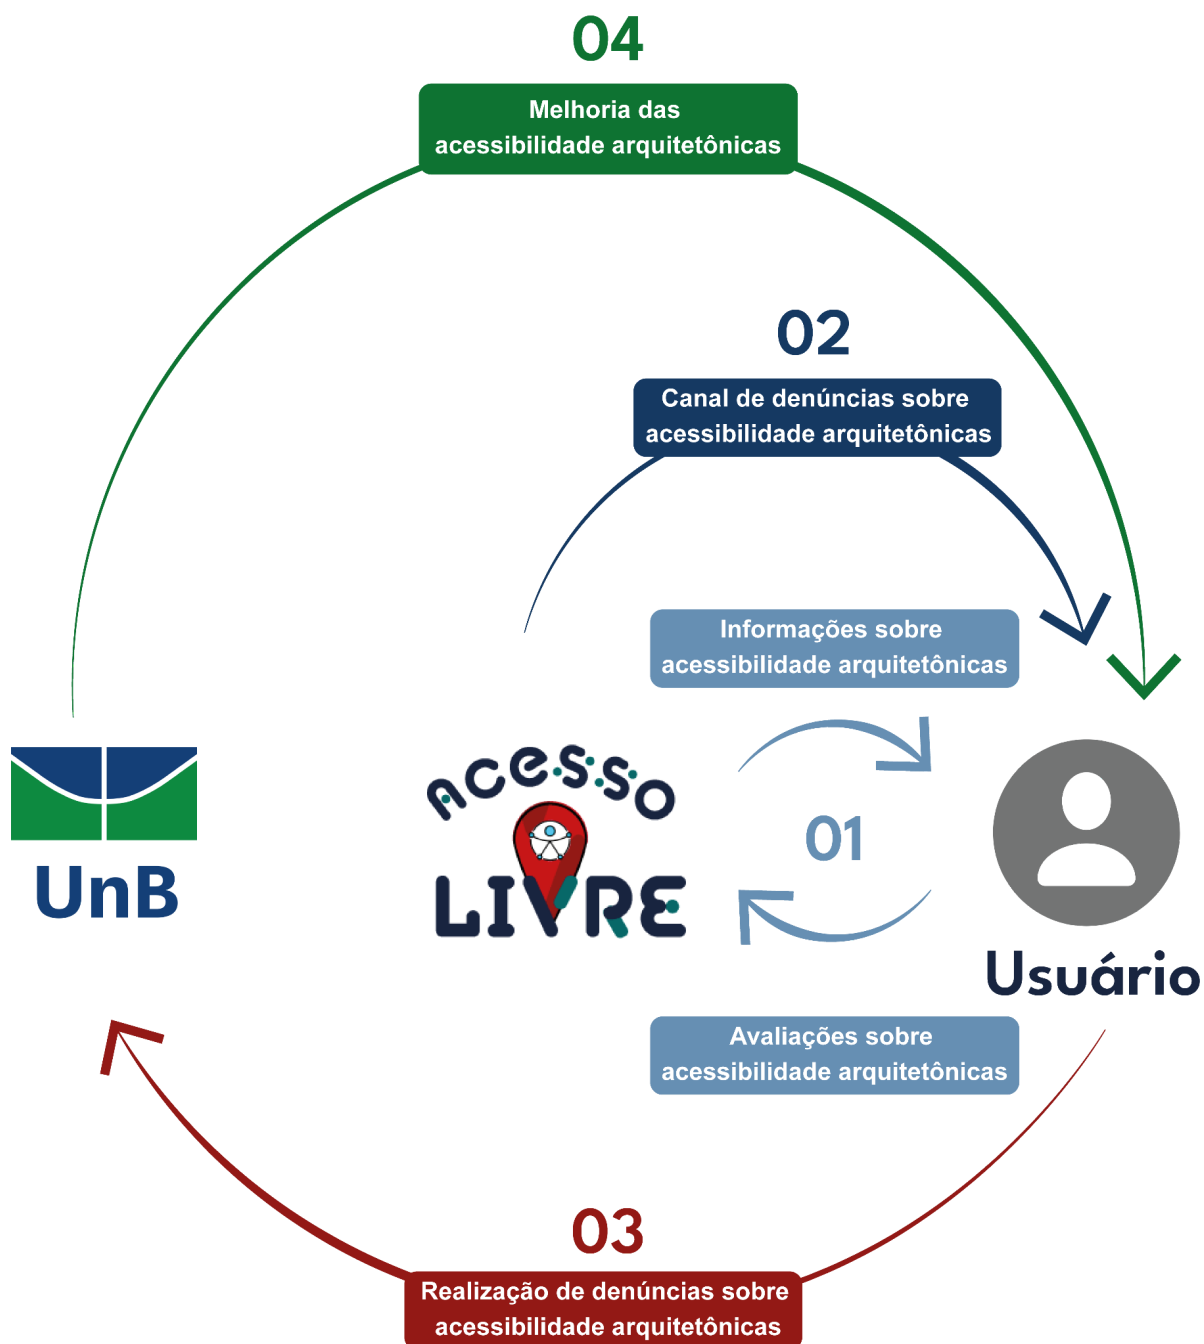 04
Melhoria das
acessibilidade arquitetônicas
02
Canal de denúncias sobre
acessibilidade arquitetônicas
Informações sobre
acessibilidade arquitetônicas
ACESSO
LIVRE
01
UnB
Usuário
Avaliações sobre
acessibilidade arquitetônicas
03
Realização de denúncias sobre
acessibilidade arquitetônicas